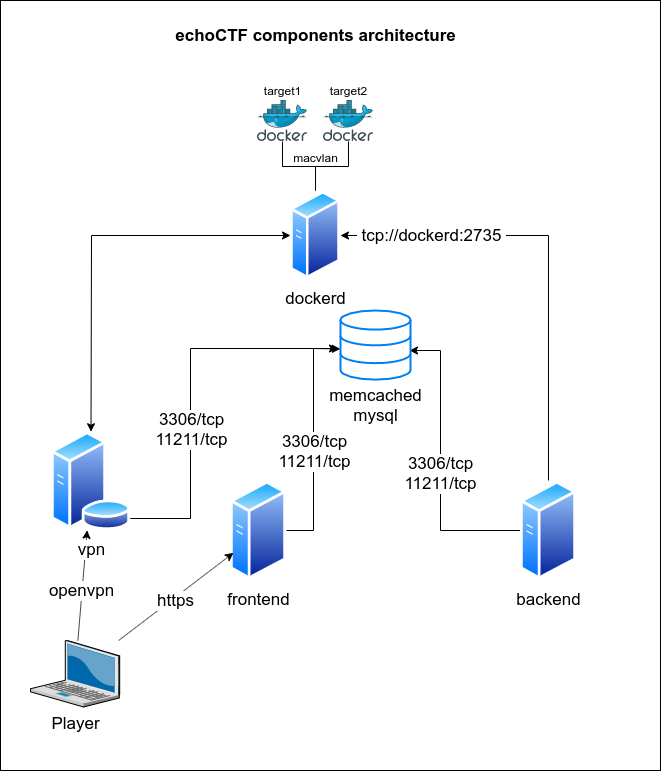 echoCTF components architecture
target1
target2
docker
docker
macvlan
tcp://dockerd:2735
dockerd
memcached
mysql
3306/tcp
11211/tcp
3306/tcp
11211/tcp
3306/tcp
11211/tcp
vpn
openvpn
https
frontend
backend
Player